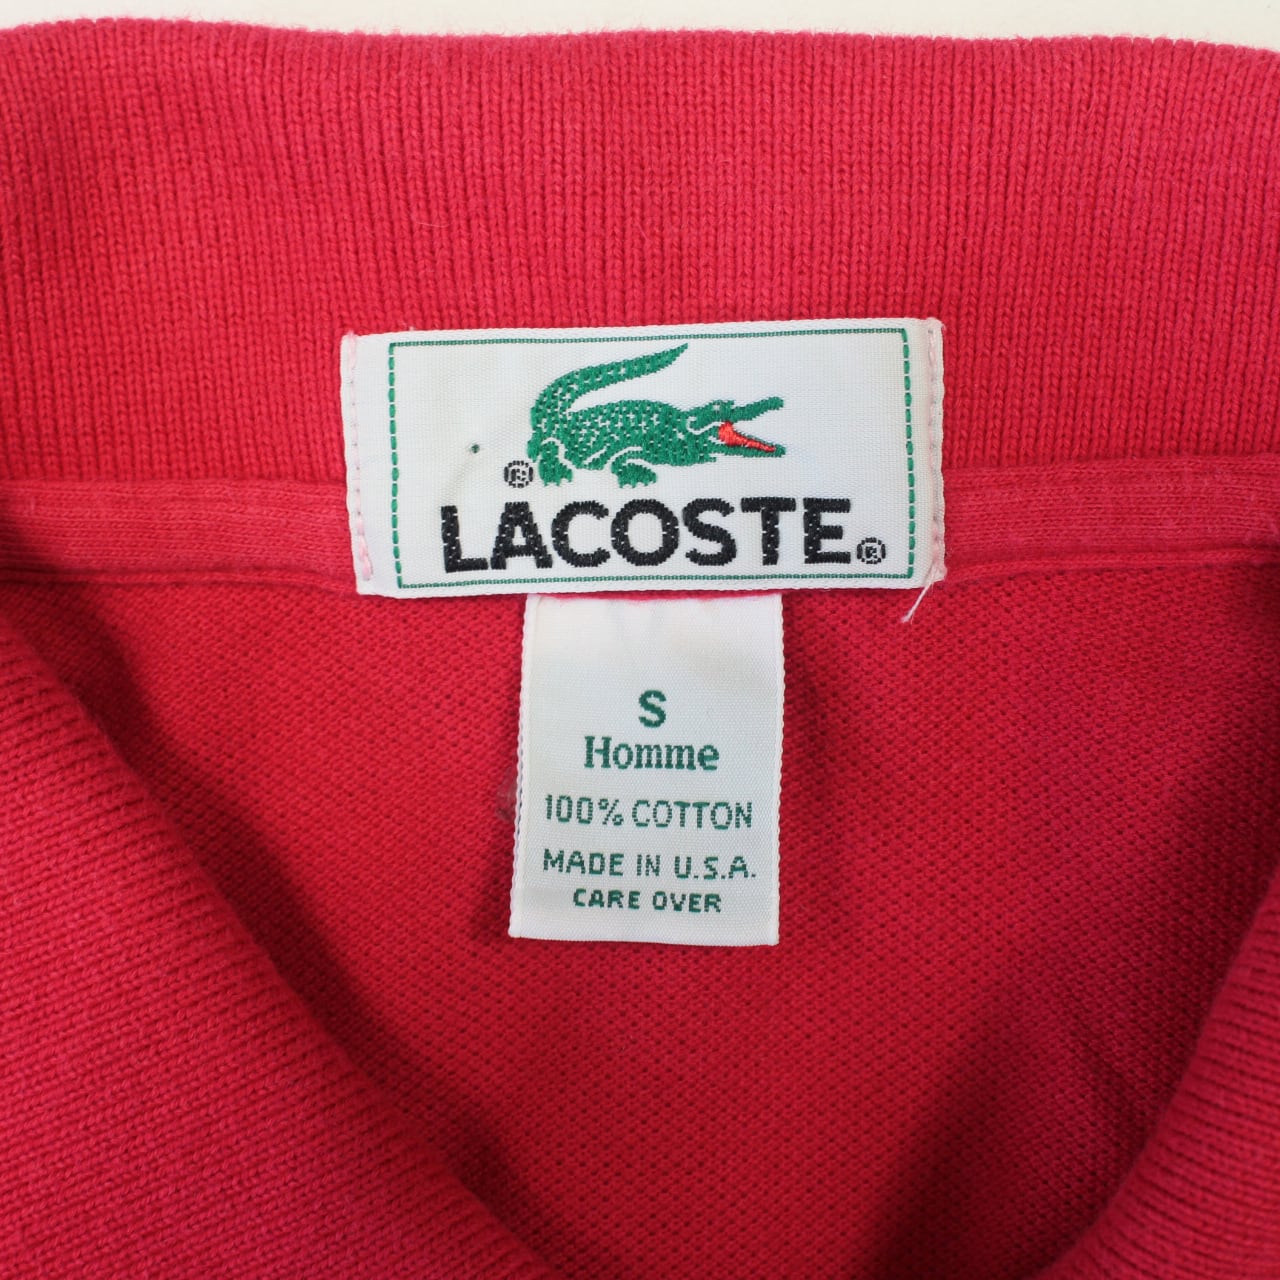 ®
LACOSTE®
S
Homme
100% COTTON
MADE IN U.S.A.
CARE OVER